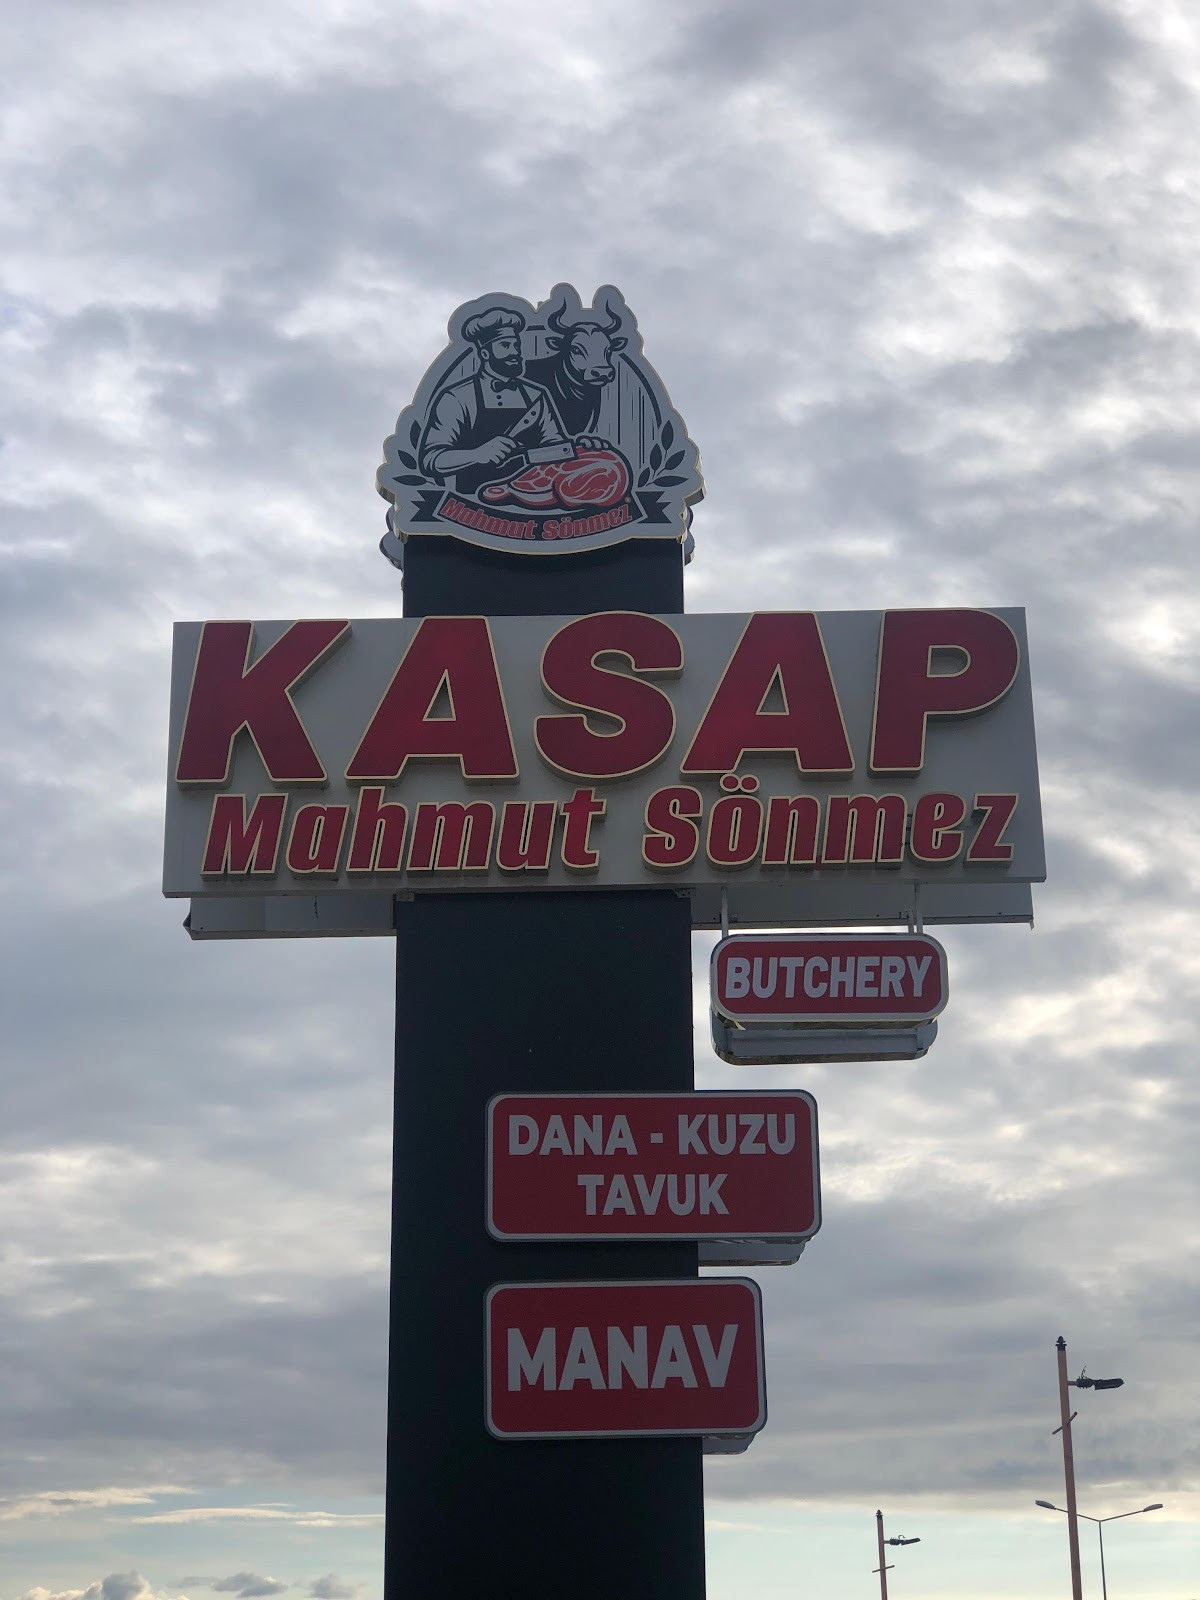 Mahmut Sönmez
KASAP
Mahmut Sönmez
BUTCHERY
DANA - KUZU
TAVUK
MANAV